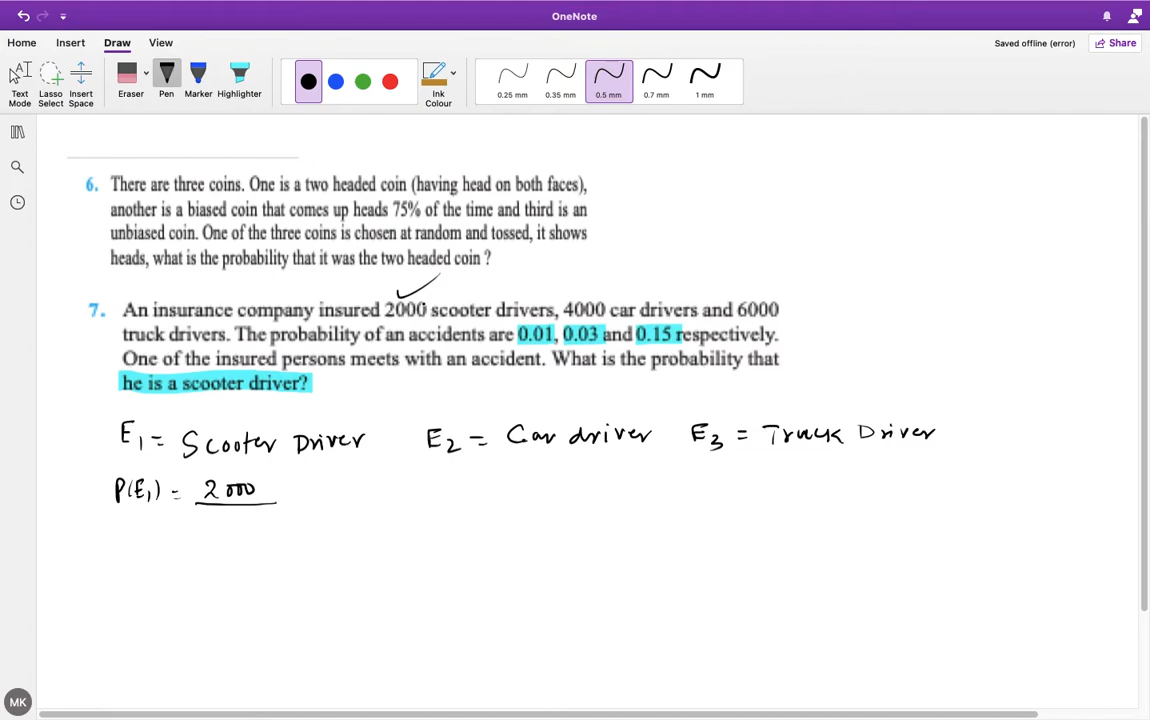 OneNote
Home Insert Draw View
Saved offline (error) Share
Text Mode
Lasso Select
Insert Space
Eraser
Pen
Marker
Highlighter
Ink Colour
0.25 mm
0.35 mm
0.5 mm
0.7 mm
1 mm
6. There are three coins. One is a two headed coin (having head on both faces),
another is a biased coin that comes up heads 75% of the time and third is an
unbiased coin. One of the three coins is chosen at random and tossed, it shows
heads, what is the probability that it was the two headed coin ?
7. An insurance company insured 2000 scooter drivers, 4000 car drivers and 6000
truck drivers. The probability of an accidents are 0.01, 0.03 and 0.15 respectively.
One of the insured persons meets with an accident. What is the probability that
he is a scooter driver?
E₁ = Scooter Driver E₂ = Car driver E₃ = Truck Driver
P(E₁) = 2000
MK